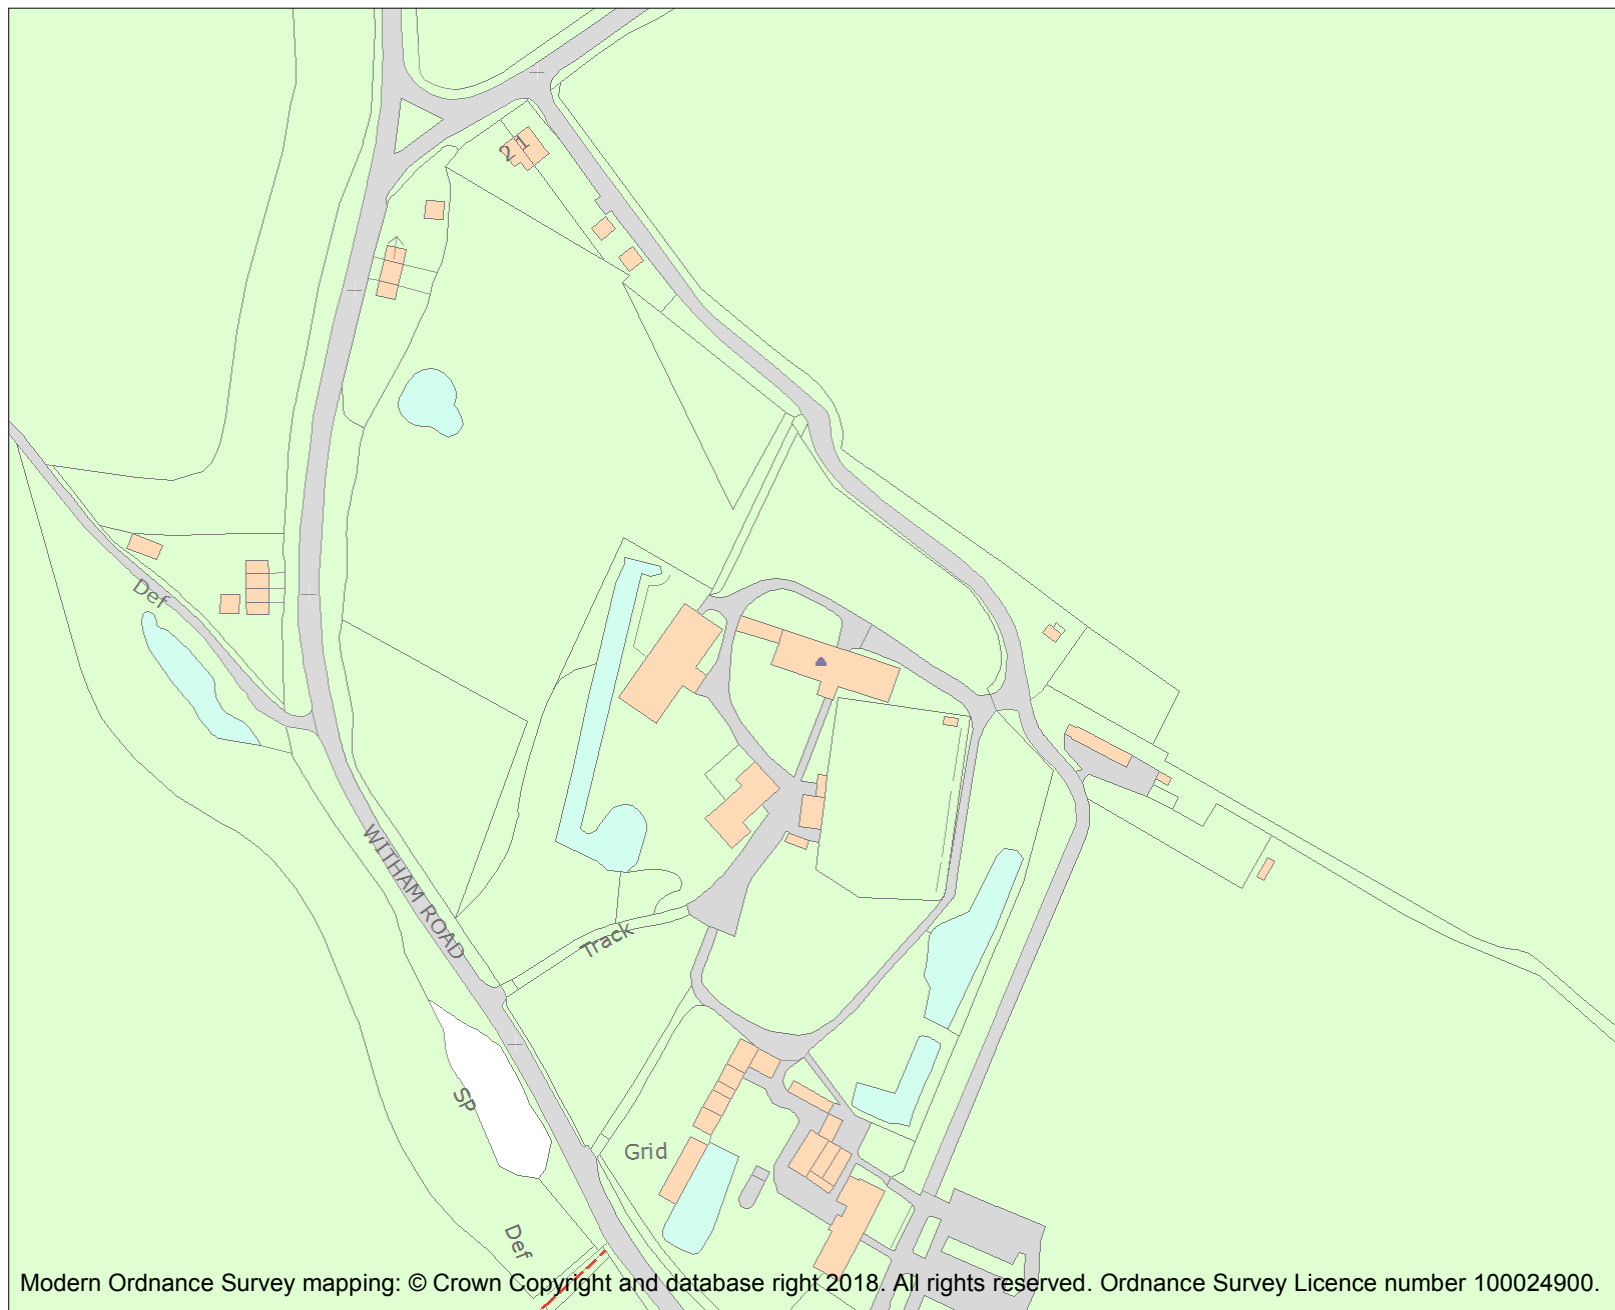 2 1
Def
WITHAM ROAD
Track
SP
Grid
Def
Modern Ordnance Survey mapping: © Crown Copyright and database right 2018. All rights reserved. Ordnance Survey Licence number 100024900.